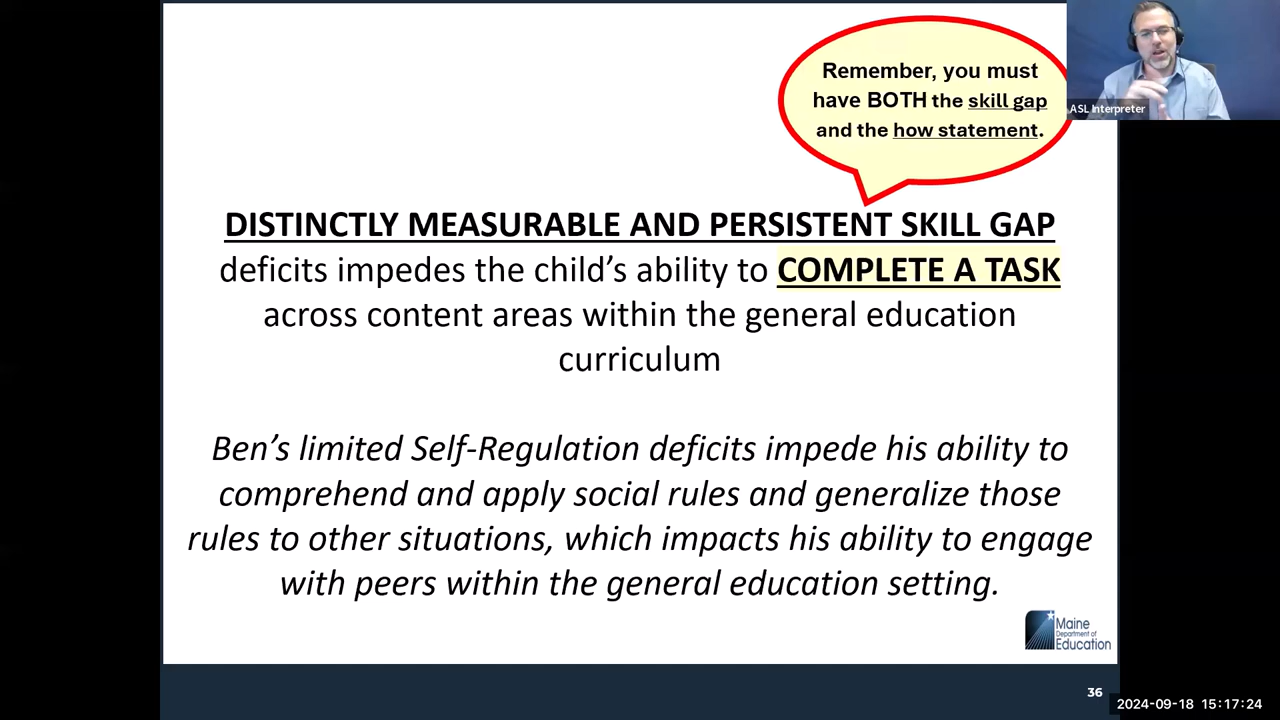 Remember, you must
have BOTH the skill gap
and the how statement.
ASL Interpreter
DISTINCTLY MEASURABLE AND PERSISTENT SKILL GAP
deficits impedes the child’s ability to COMPLETE A TASK
across content areas within the general education
curriculum
Ben’s limited Self-Regulation deficits impede his ability to
comprehend and apply social rules and generalize those
rules to other situations, which impacts his ability to engage
with peers within the general education setting.
Maine
Department of
Education
36
2024-09-18 15:17:24